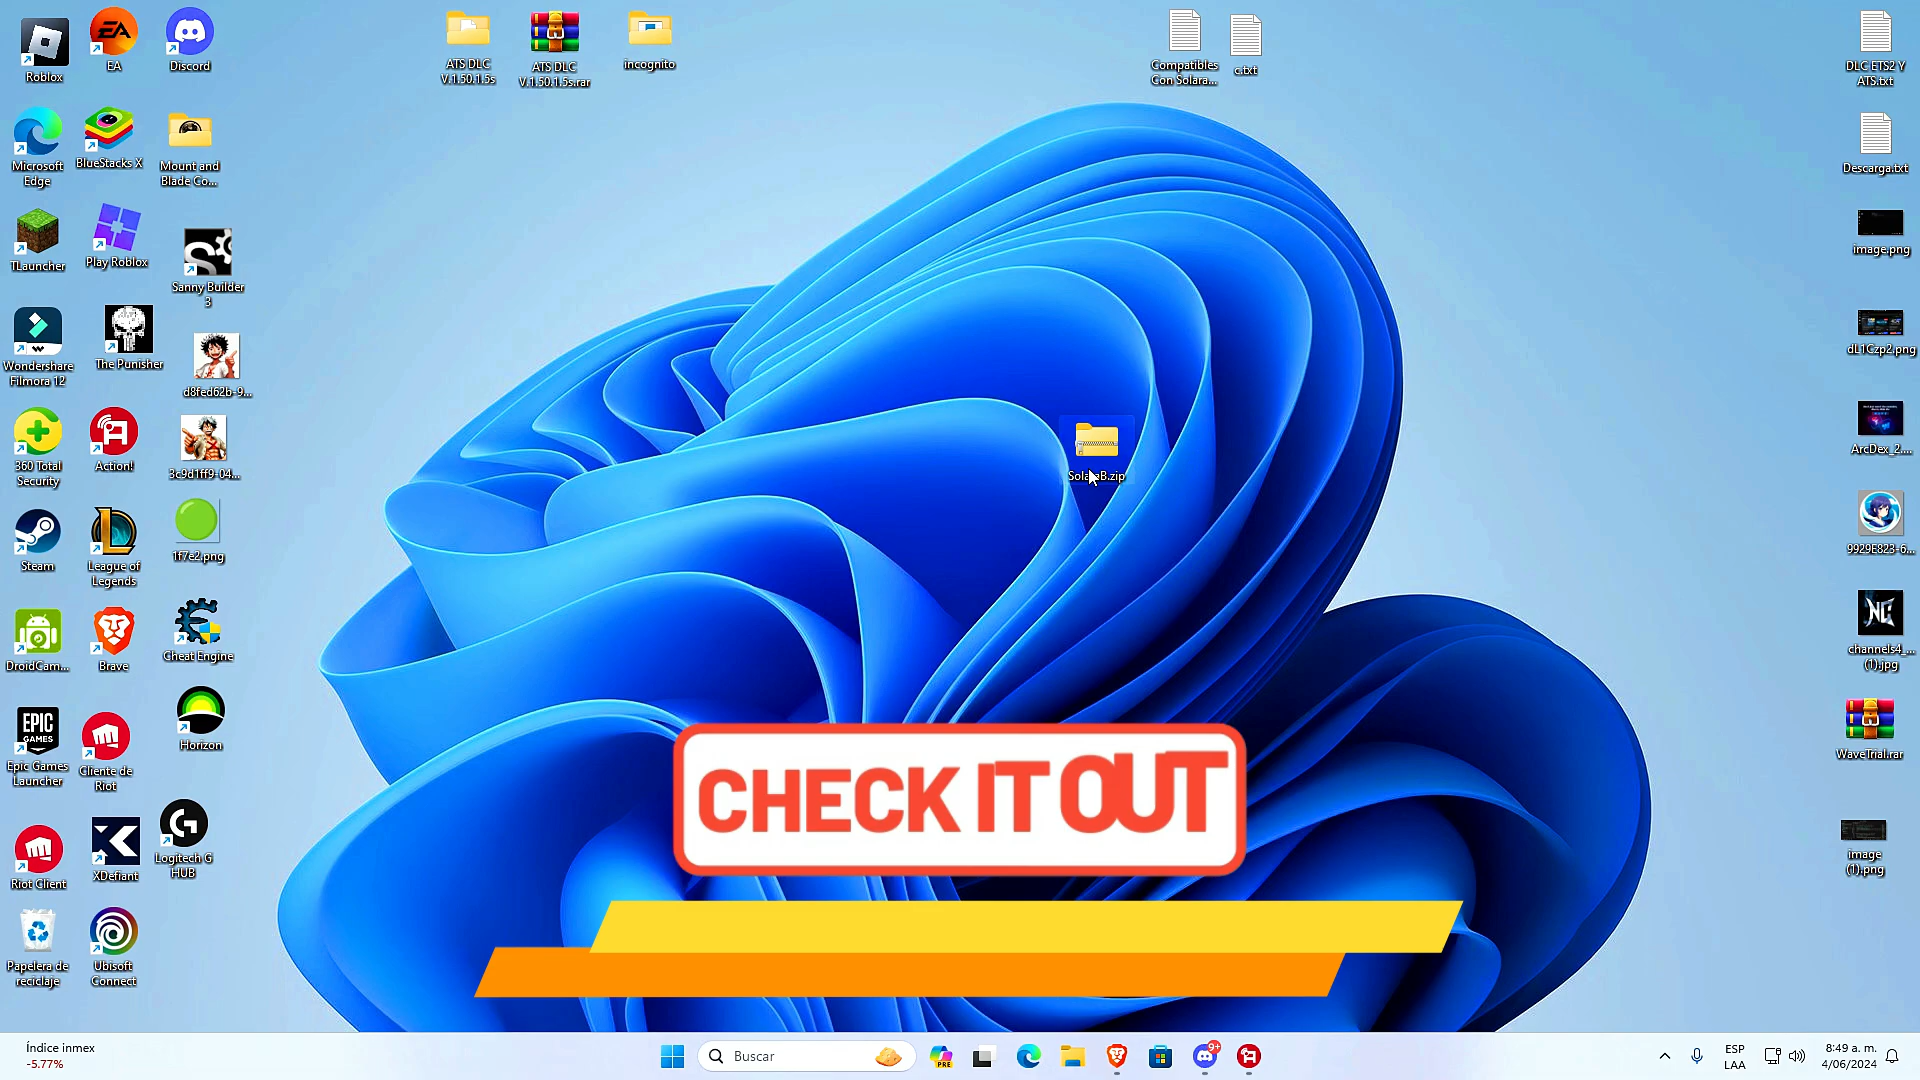 Roblox
EA
Discord
ATS DLC
V.1.50.1.5s
ATS DLC
V.1.50.1.5s.rar
incognito
Compatibles
Con Solara...
c.txt
DLC ETS2 Y
ATS.txt
Microsoft
Edge
BlueStacks X
Mount and
Blade Co...
Descarga.txt
TLauncher
Play Roblox
Sanny Builder
3
image.png
Wondershare
Filmora 12
The Punisher
d8fed62b-9...
dL1Czp2.png
360 Total
Security
Action!
3c9d1ff9-04...
ArcDex_2....
SolaraB.zip
Steam
League of
Legends
1f7e2.png
9929E823-6...
DroidCam...
Brave
Cheat Engine
channels4_...
(1).jpg
EPIC
GAMES
Epic Games
Launcher
Cliente de
Riot
Horizon
WaveTrial.rar
CHECK IT OUT
Riot Client
XDefiant
Logitech G
HUB
image
(1).png
Papelera de
reciclaje
Ubisoft
Connect
Índice inmex
-5.77%
Buscar
PRE
9+
ESP
LAA
8:49 a. m.
4/06/2024